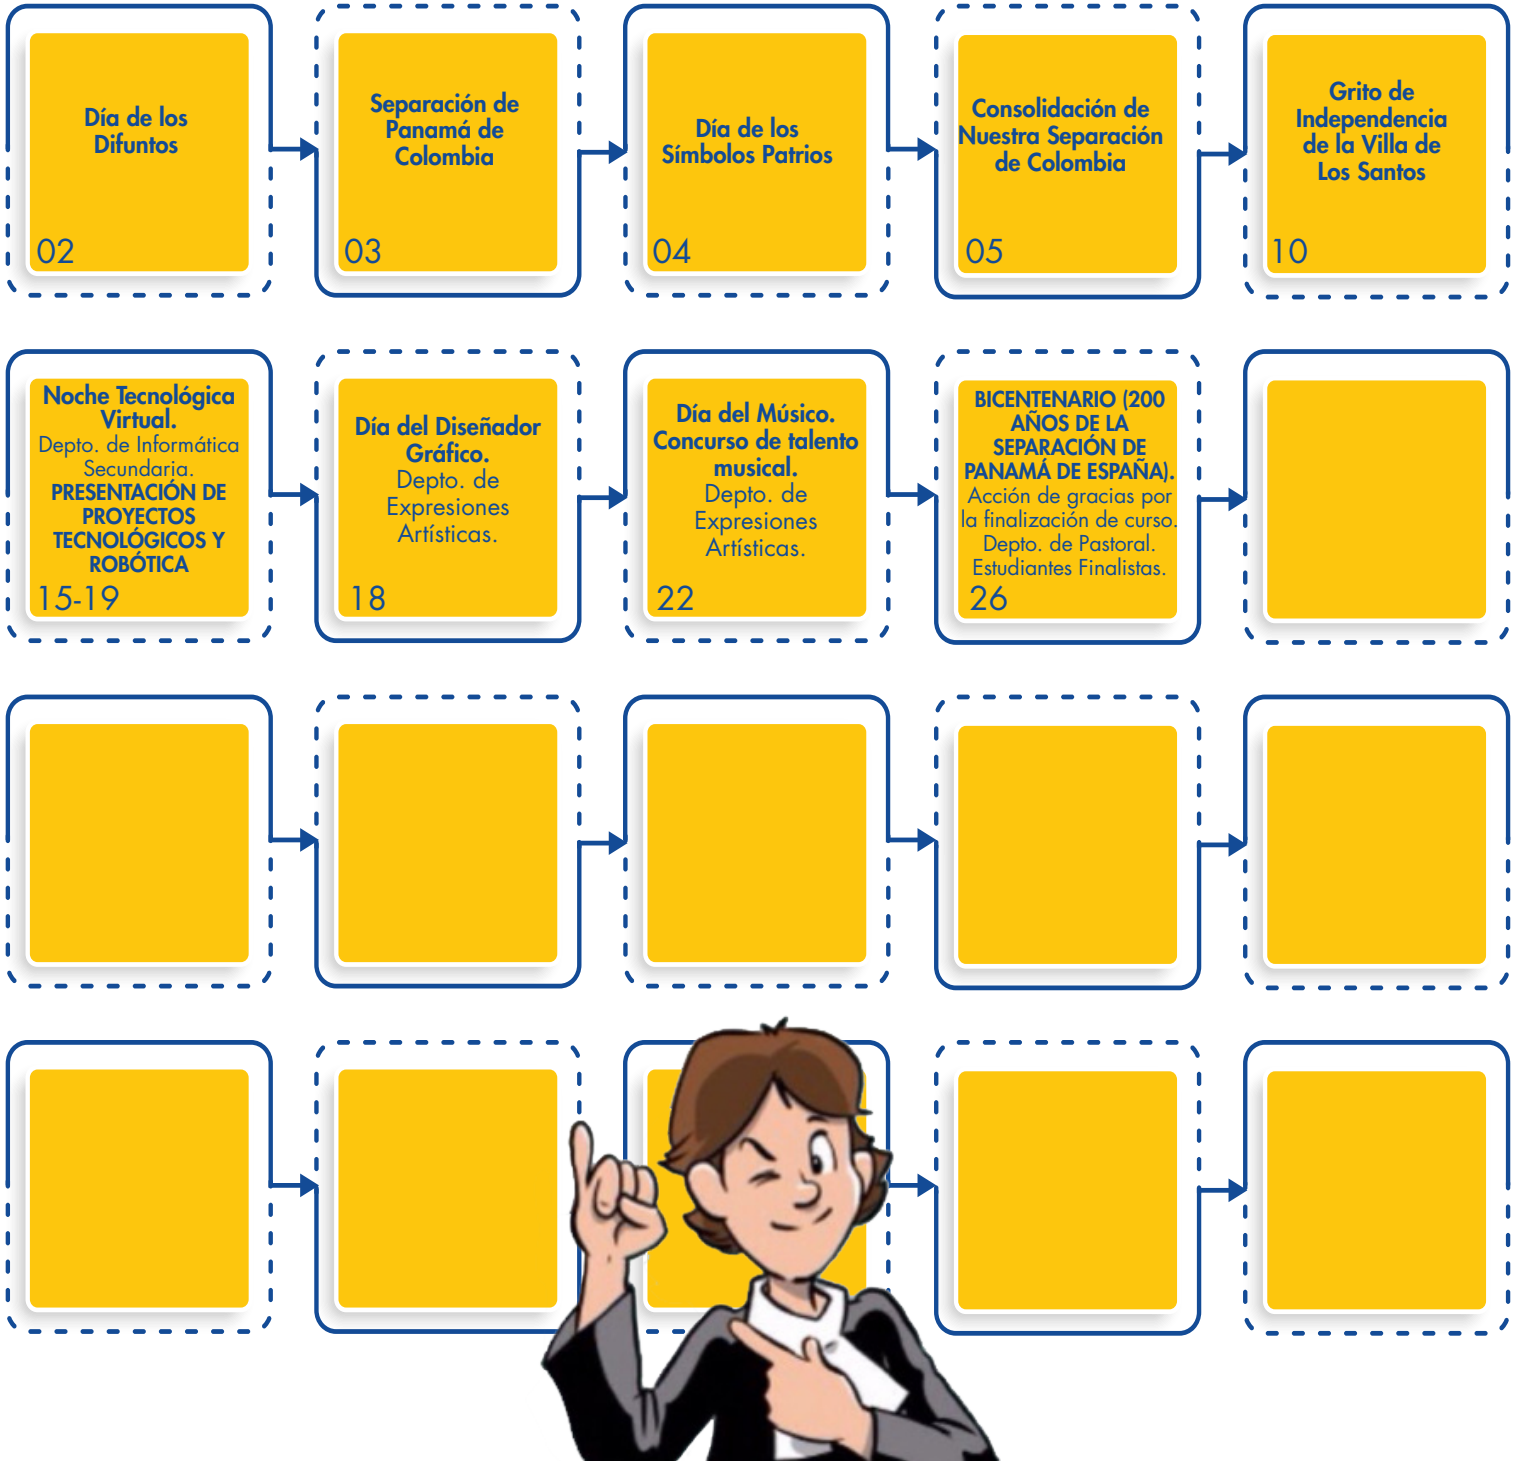 Día de los
Difuntos
02
Separación de
Panamá de
Colombia
03
Día de los
Símbolos Patrios
04
Consolidación de
Nuestra Separación
de Colombia
05
Grito de
Independencia
de la Villa de
Los Santos
10
Noche Tecnológica
Virtual.
Depto. de Informática
Secundaria.
PRESENTACIÓN DE
PROYECTOS
TECNOLÓGICOS Y
ROBÓTICA
15-19
Día del Diseñador
Gráfico.
Depto. de
Expresiones
Artísticas.
18
Día del Músico.
Concurso de talento
musical.
Depto. de
Expresiones
Artísticas.
22
BICENTENARIO (200
AÑOS DE LA
SEPARACIÓN DE
PANAMÁ DE ESPAÑA).
Acción de gracias por
la finalización de curso.
Depto. de Pastoral.
Estudiantes Finalistas.
26